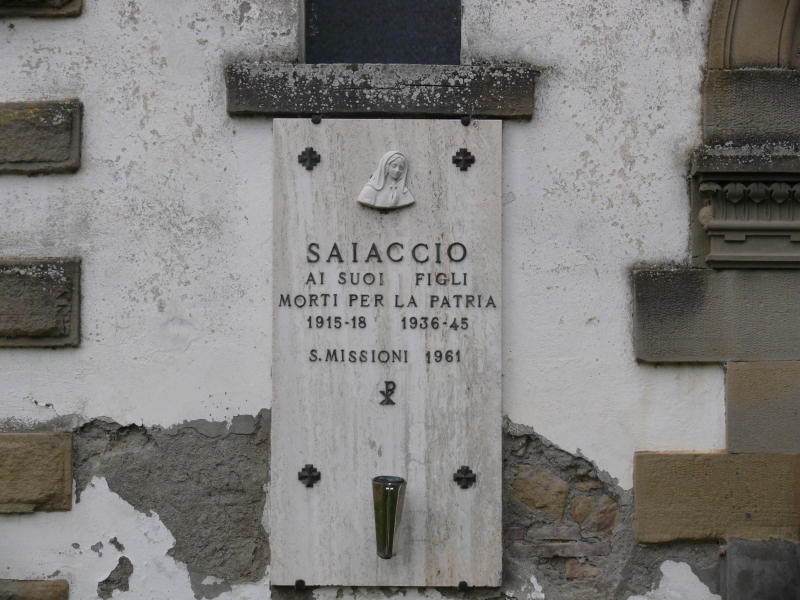 SAIACCIO
AI SUOI FIGLI
MORTI PER LA PATRIA
1915-18 1936-45
S. MISSIONI 1961